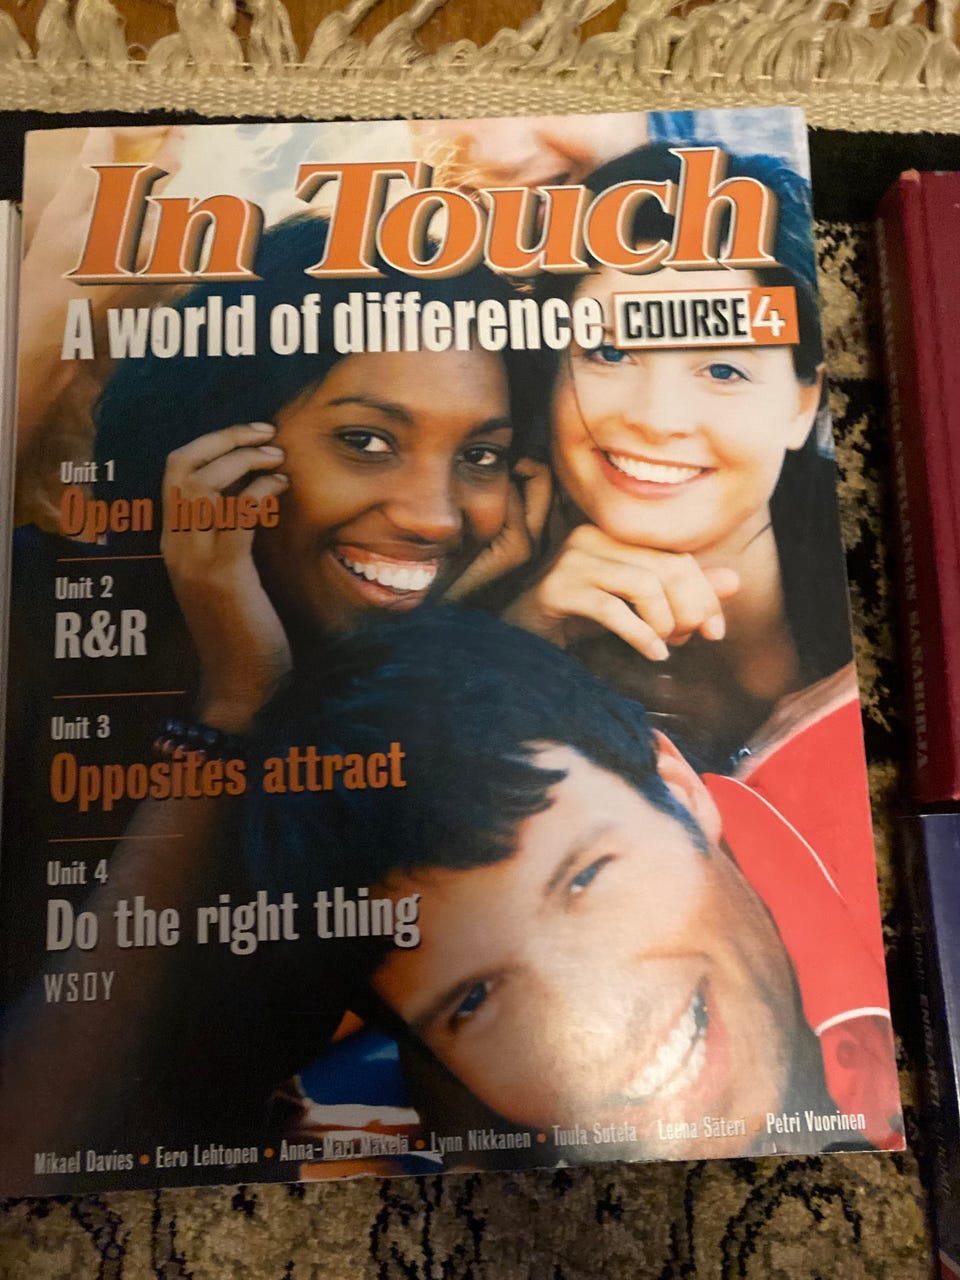 In Touch
A world of difference COURSE 4
Unit 1
Open house
Unit 2
R&R
Unit 3
Opposites attract
Unit 4
Do the right thing
WSOY
Mikael Davies • Eero Lehtonen • Anna-Mari Mäkelä • Lynn Nikkanen • Tuula Sutela Leena Säteri Petri Vuorinen